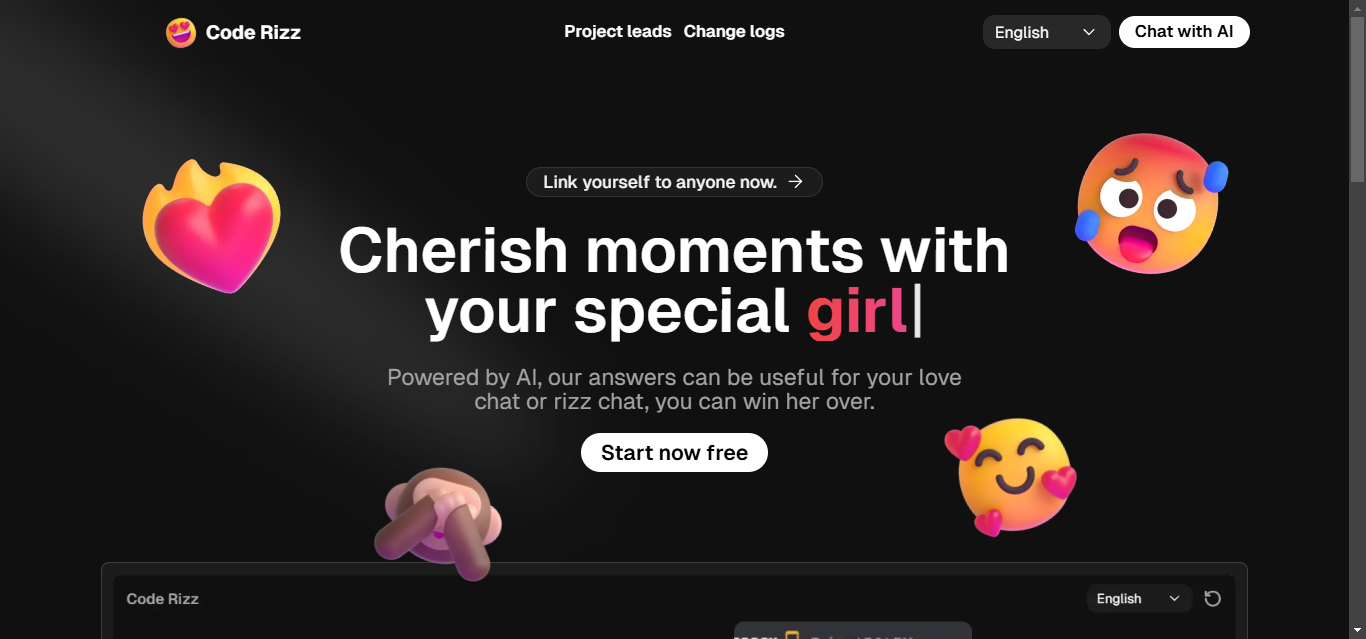 Code Rizz
Project leads
Change logs
English
Chat with AI
Link yourself to anyone now.
Cherish moments with
your special girl
Powered by AI, our answers can be useful for your love
chat or rizz chat, you can win her over.
Start now free
Code Rizz
English